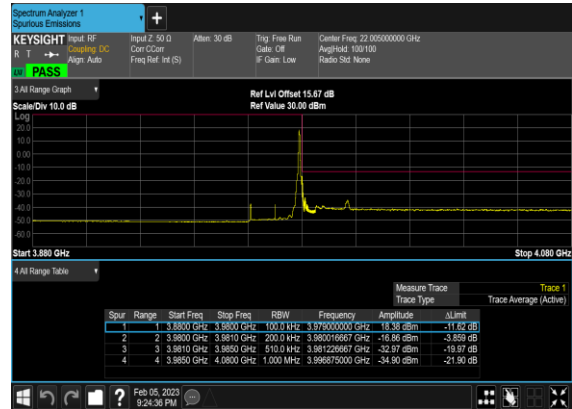 Spectrum Analyzer 1
Spurious Emissions
+
KEYSIGHT Input: RF Input Z: 50 Ω Atten: 30 dB Trig: Free Run Center Freq: 22.005000000 GHz
R T Coupling: DC Corr CCorr Gate: Off Avg|Hold: 100/100
Align: Auto Freq Ref: Int (S) IF Gain: Low Radio Std: None
LW PASS
3 All Range Graph
Ref Lvl Offset 15.67 dB
Scale/Div 10.0 dB Ref Value 30.00 dBm
Log
20.0
10.0
0.00
-10.0
-20.0
-30.0
-40.0
-50.0
-60.0
Start 3.880 GHz Stop 4.080 GHz
4 All Range Table
Measure Trace Trace 1
Trace Type Trace Average (Active)
Spur Range Start Freq Stop Freq RBW Frequency Amplitude ΔLimit
1 1 3.8800 GHz 3.9800 GHz 100.0 kHz 3.979000000 GHz 18.38 dBm -11.62 dB
2 2 3.9800 GHz 3.9810 GHz 200.0 kHz 3.980016667 GHz -16.86 dBm -3.859 dB
3 3 3.9810 GHz 3.9850 GHz 510.0 kHz 3.981226667 GHz -32.97 dBm -19.97 dB
4 4 3.9850 GHz 4.0800 GHz 1.000 MHz 3.996875000 GHz -34.90 dBm -21.90 dB
? Feb 05, 2023
9:24:36 PM